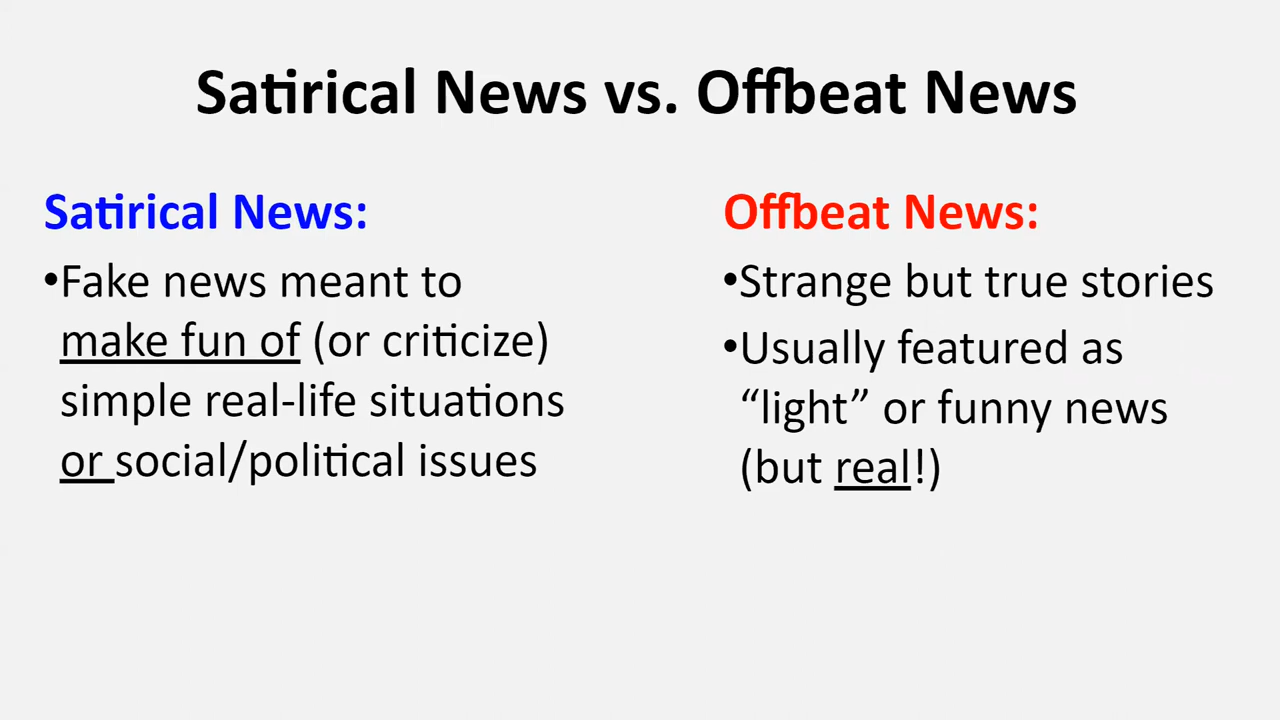 Satirical News vs. Offbeat News
Satirical News:
•Fake news meant to
make fun of (or criticize)
simple real-life situations
or social/political issues
Offbeat News:
•Strange but true stories
•Usually featured as
“light” or funny news
(but real!)